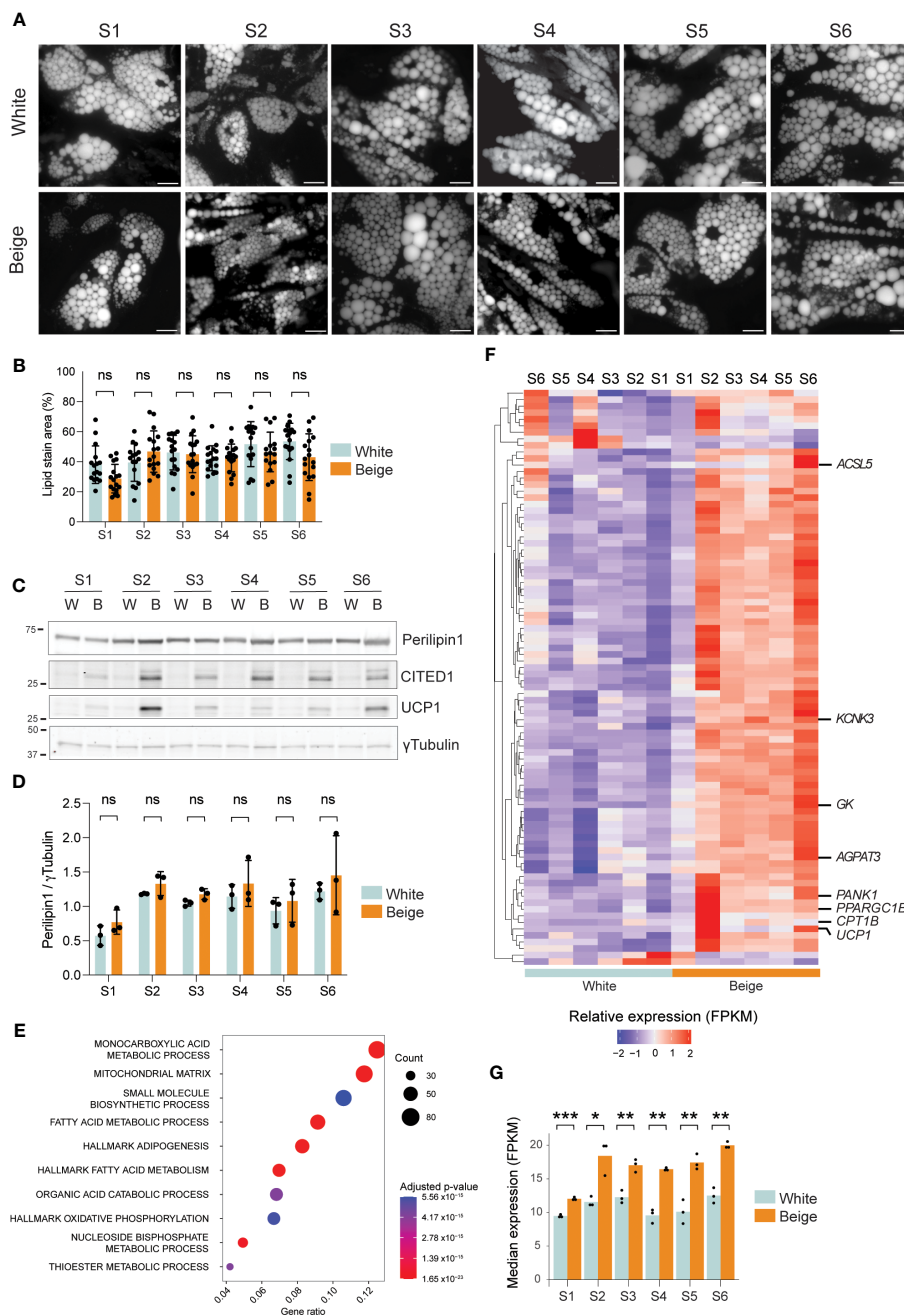 A
S1 S2 S3 S4 S5 S6
White
Beige
B
Lipid stain area (%)
100
80
60
40
20
0
ns ns ns ns ns ns
White
Beige
S1 S2 S3 S4 S5 S6
C
S1 S2 S3 S4 S5 S6
W B W B W B W B W B W B
75
Perilipin1
25
CITED1
25
UCP1
50
37
γTubulin
D
Perilipin1 / γTubulin
2.5
2.0
1.5
1.0
0.5
0.0
ns ns ns ns ns ns
White
Beige
S1 S2 S3 S4 S5 S6
E
MONOCARBOXYLIC ACID
METABOLIC PROCESS
MITOCHONDRIAL MATRIX
SMALL MOLECULE
BIOSYNTHETIC PROCESS
FATTY ACID METABOLIC PROCESS
HALLMARK ADIPOGENESIS
HALLMARK FATTY ACID METABOLISM
ORGANIC ACID CATABOLIC PROCESS
HALLMARK OXIDATIVE PHOSPHORYLATION
NUCLEOSIDE BISPHOSPHATE
METABOLIC PROCESS
THIOESTER METABOLIC PROCESS
0.04 0.06 0.08 0.10 0.12
Gene ratio
Count
30
50
80
Adjusted p-value
5.56 x10⁻¹⁵
4.17 x10⁻¹⁵
2.78 x10⁻¹⁵
1.39 x10⁻¹⁵
1.65 x10⁻²³
F
S6 S5 S4 S3 S2 S1 S1 S2 S3 S4 S5 S6
ACSL5
KCNK3
GK
AGPAT3
PANK1
PPARGC1B
CPT1B
UCP1
White Beige
Relative expression (FPKM)
−2 −1 0 1 2
G
Median expression (FPKM)
20
15
10
5
0
*** * ** ** ** **
White
Beige
S1 S2 S3 S4 S5 S6